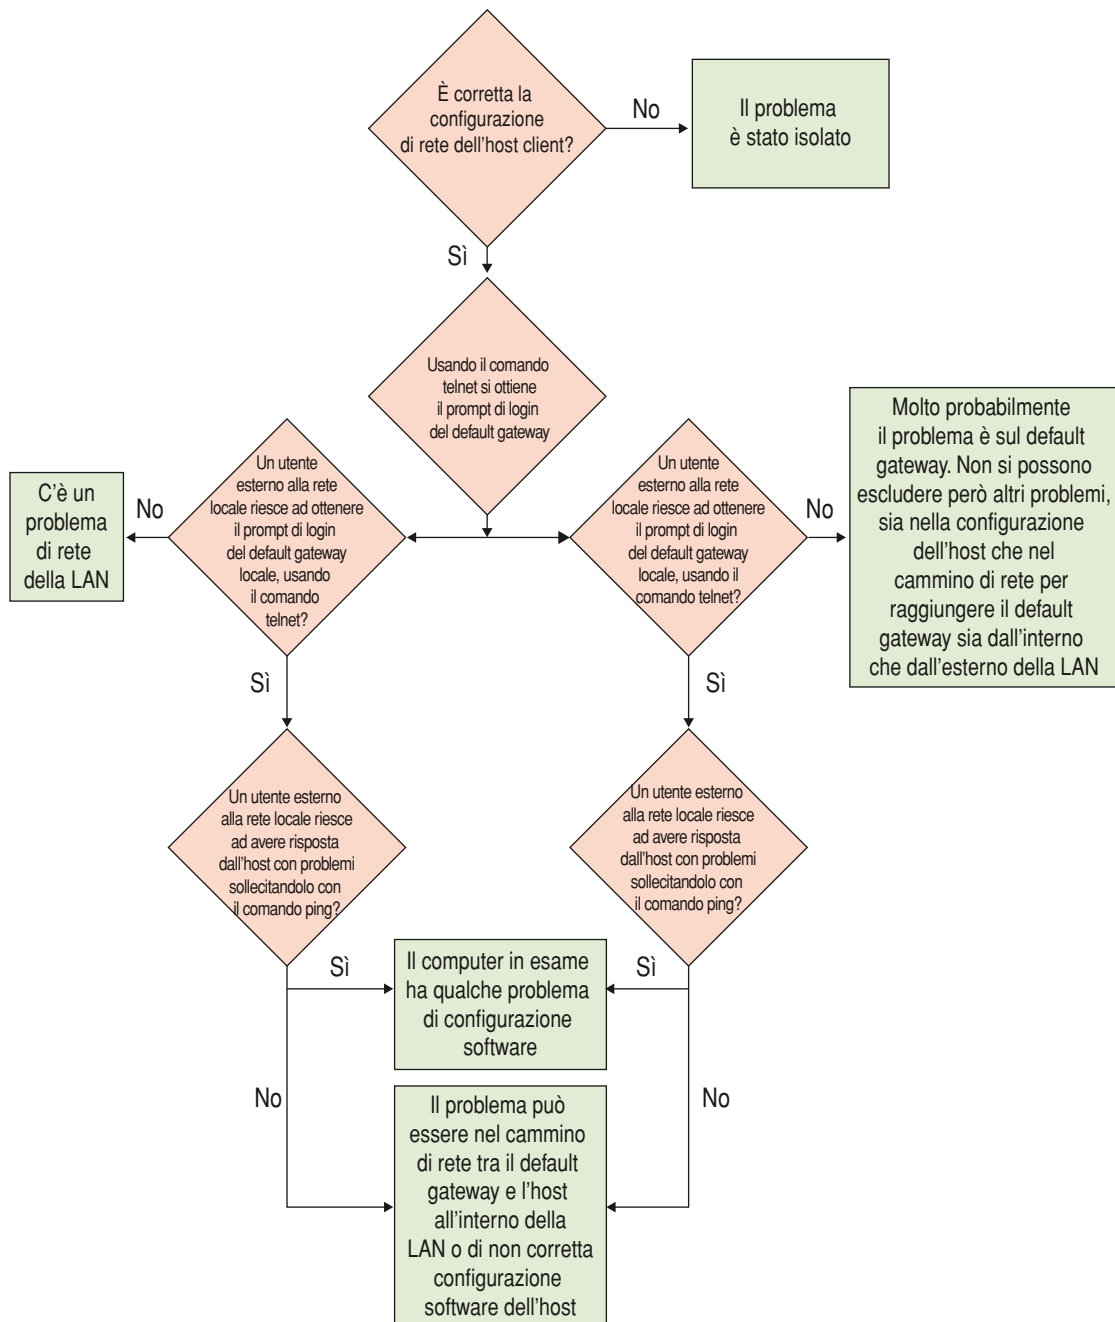 È corretta la
configurazione
di rete dell'host client?
No
Il problema
è stato isolato
Sì
Usando il comando
telnet si ottiene
il prompt di login
del default gateway
C'è un
problema
di rete
della LAN
No
Un utente
esterno alla rete
locale riesce ad ottenere
il prompt di login
del default gateway
locale, usando
il comando
telnet?
Un utente
esterno alla rete
locale riesce ad ottenere
il prompt di login
del default gateway
locale, usando il
comando telnet?
No
Molto probabilmente
il problema è sul default
gateway. Non si possono
escludere però altri problemi,
sia nella configurazione
dell'host che nel
cammino di rete per
raggiungere il default
gateway sia dall'interno
che dall'esterno della LAN
Sì
Sì
Un utente esterno
alla rete locale riesce
ad avere risposta
dall'host con problemi
sollecitandolo con
il comando ping?
Un utente esterno
alla rete locale riesce
ad avere risposta
dall'host con problemi
sollecitandolo con
il comando ping?
Sì
Il computer in esame
ha qualche problema
di configurazione
software
Sì
No
Il problema può
essere nel cammino
di rete tra il default
gateway e l'host
all'interno della
LAN o di non corretta
configurazione
software dell'host
No